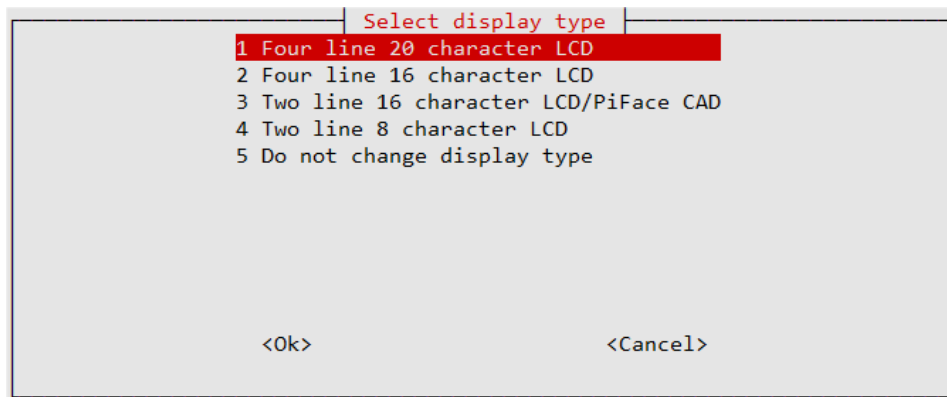 Select display type
1 Four line 20 character LCD
2 Four line 16 character LCD
3 Two line 16 character LCD/PiFace CAD
4 Two line 8 character LCD
5 Do not change display type
<Ok> <Cancel>